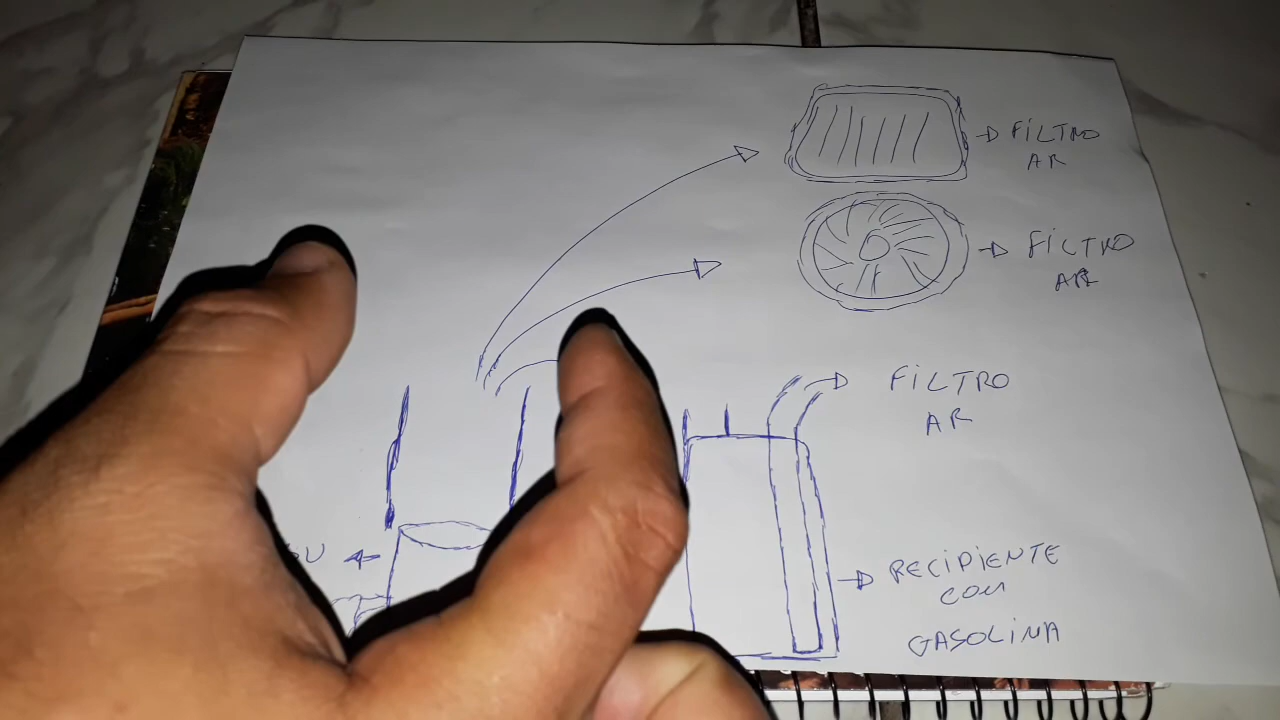 FILTRO
AR
FILTRO
AR
FILTRO
AR
RECIPIENTE
COM
GASOLINA